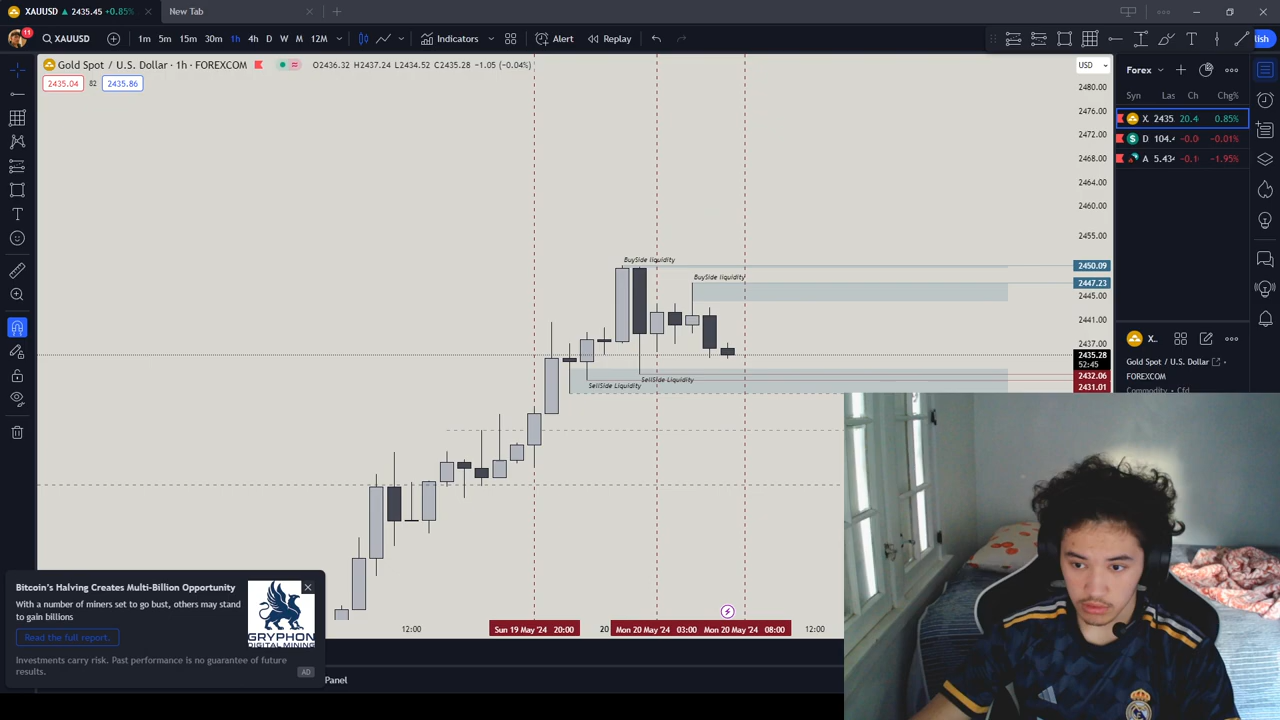 XAUUSD ▲ 2435.45 +0.85%
New Tab
11
XAUUSD
1m 5m 15m 30m 1h 4h D W M 12M
Indicators
Alert
Replay
Gold Spot / U.S. Dollar · 1h · FOREXCOM
O2436.32 H2437.24 L2434.52 C2435.28 −1.05 (−0.04%)
2435.04 82 2435.86
USD
2480.00
2476.00
2472.00
2468.00
2464.00
2460.00
2455.00
2450.09
2447.23
2445.00
2441.00
2437.00
2435.28
52:45
2432.06
2431.01
BuySide liquidity
BuySide liquidity
SellSide Liquidity
SellSide Liquidity
Forex
Syn Las Ch Chg%
X. 2435 20.4 0.85%
D 104.4 −0.0 −0.01%
A 5.434 −0.1 −1.95%
X..
Gold Spot / U.S. Dollar
FOREXCOM
Commodity • Cfd
Bitcoin's Halving Creates Multi-Billion Opportunity
With a number of miners set to go bust, others may stand
to gain billions
Read the full report.
Investments carry risk. Past performance is no guarantee of future
results.
AD
GRYPHON
DIGITAL MINING
12:00
Sun 19 May '24 20:00
20
Mon 20 May '24 03:00
Mon 20 May '24 08:00
12:00
Panel